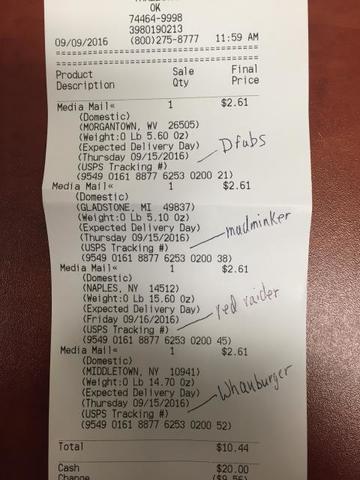 OK
74464-9998
3980190213
09/09/2016 (800)275-8777 11:59 AM
Product Sale Final
Description Qty Price
Media Mail« 1 $2.61
(Domestic)
(MORGANTOWN, WV 26505)
(Weight:0 Lb 5.60 Oz)
(Expected Delivery Day)
(Thursday 09/15/2016) Dfubs
(USPS Tracking #)
(9549 0161 8877 6253 0200 21)
Media Mail« 1 $2.61
(Domestic)
(GLADSTONE, MI 49837)
(Weight:0 Lb 5.10 Oz)
(Expected Delivery Day)
(Thursday 09/15/2016) madminker
(USPS Tracking #)
(9549 0161 8877 6253 0200 38)
Media Mail« 1 $2.61
(Domestic)
(NAPLES, NY 14512)
(Weight:0 Lb 15.60 Oz)
(Expected Delivery Day) red raider
(Friday 09/16/2016)
(USPS Tracking #)
(9549 0161 8877 6253 0200 45)
Media Mail« 1 $2.61
(Domestic)
(MIDDLETOWN, NY 10941)
(Weight:0 Lb 14.70 Oz)
(Expected Delivery Day) Whamburger
(Thursday 09/15/2016)
(USPS Tracking #)
(9549 0161 8877 6253 0200 52)
Total $10.44
Cash $20.00
Change ($9.56)